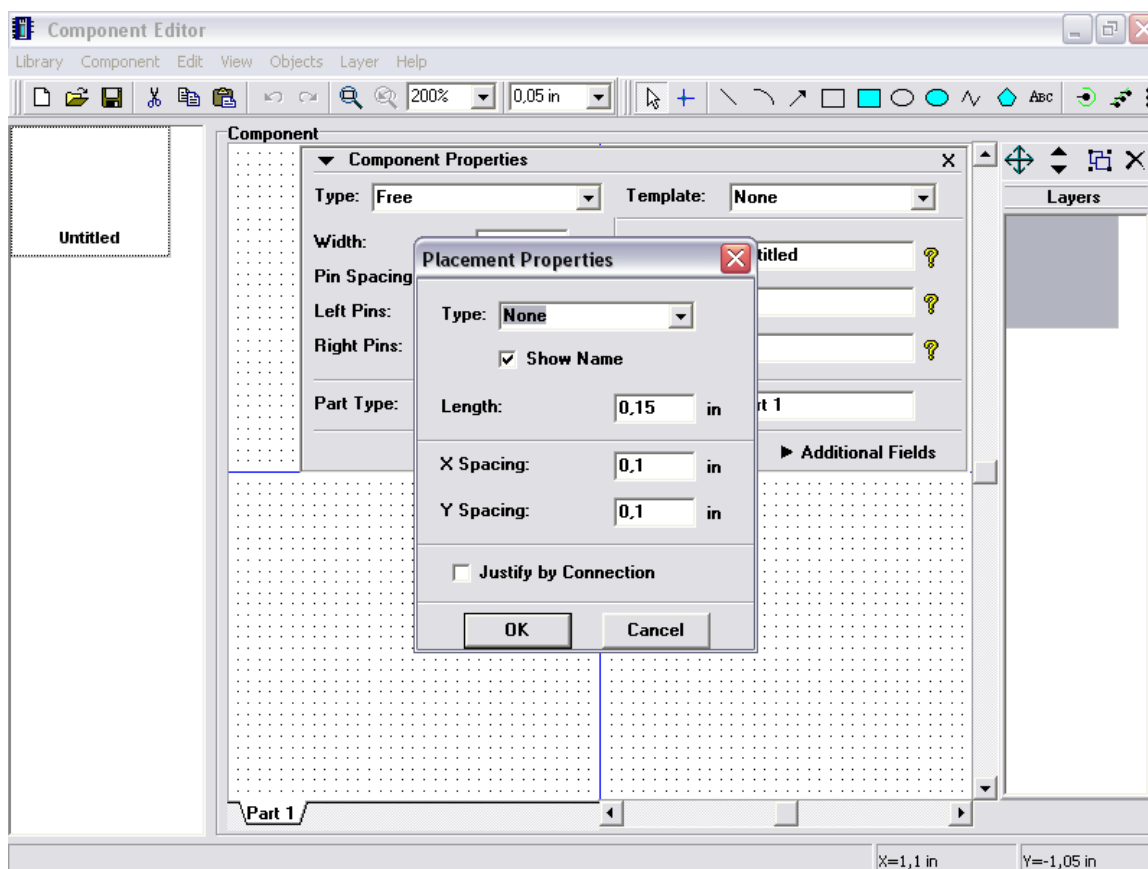 Component Editor
Library Component Edit View Objects Layer Help
200% 0,05 in ABC
Component
Component Properties
Layers
Type: Free Template: None
Untitled
Width:
Placement Properties
titled
Pin Spacing
Left Pins:
Type: None
Right Pins:
Show Name
Part Type:
Length: 0,15 in
rt 1
X Spacing: 0,1 in
Additional Fields
Y Spacing: 0,1 in
Justify by Connection
OK Cancel
Part 1
X=1,1 in Y=-1,05 in